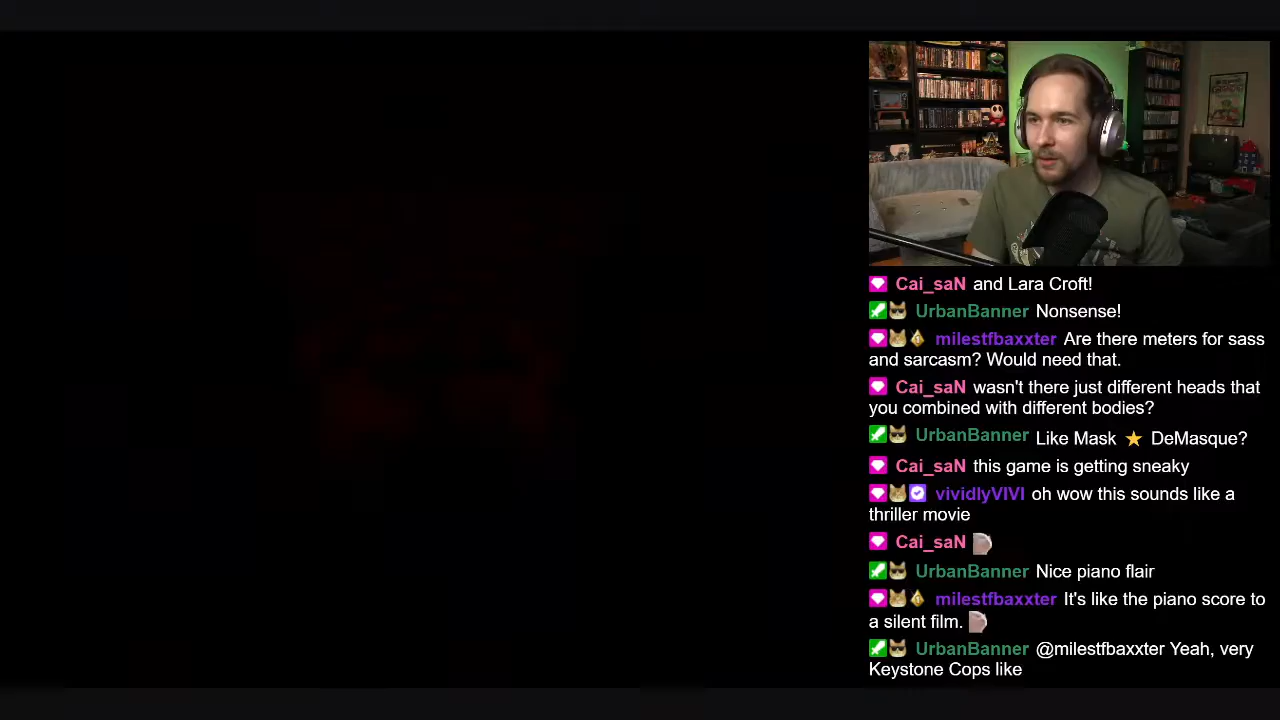 Cai_saN and Lara Croft!
UrbanBanner Nonsense!
milestfbaxxter Are there meters for sass
and sarcasm? Would need that.
Cai_saN wasn't there just different heads that
you combined with different bodies?
UrbanBanner Like Mask ⭐ DeMasque?
Cai_saN this game is getting sneaky
vividlyVIVI oh wow this sounds like a
thriller movie
Cai_saN
UrbanBanner Nice piano flair
milestfbaxxter It's like the piano score to
a silent film.
UrbanBanner @milestfbaxxter Yeah, very
Keystone Cops like